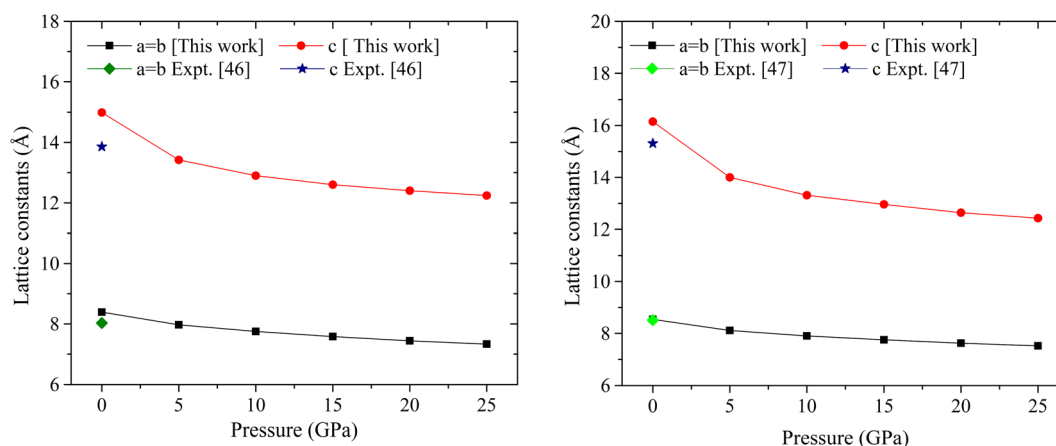 18
16
14
12
10
8
6
Lattice constants (Å)
a=b [This work]
c [ This work]
a=b Expt. [46]
c Expt. [46]
0 5 10 15 20 25
Pressure (GPa)
20
18
16
14
12
10
8
6
Lattice constants (Å)
a=b [This work]
c [This work]
a=b Expt. [47]
c Expt. [47]
0 5 10 15 20 25
Pressure (GPa)